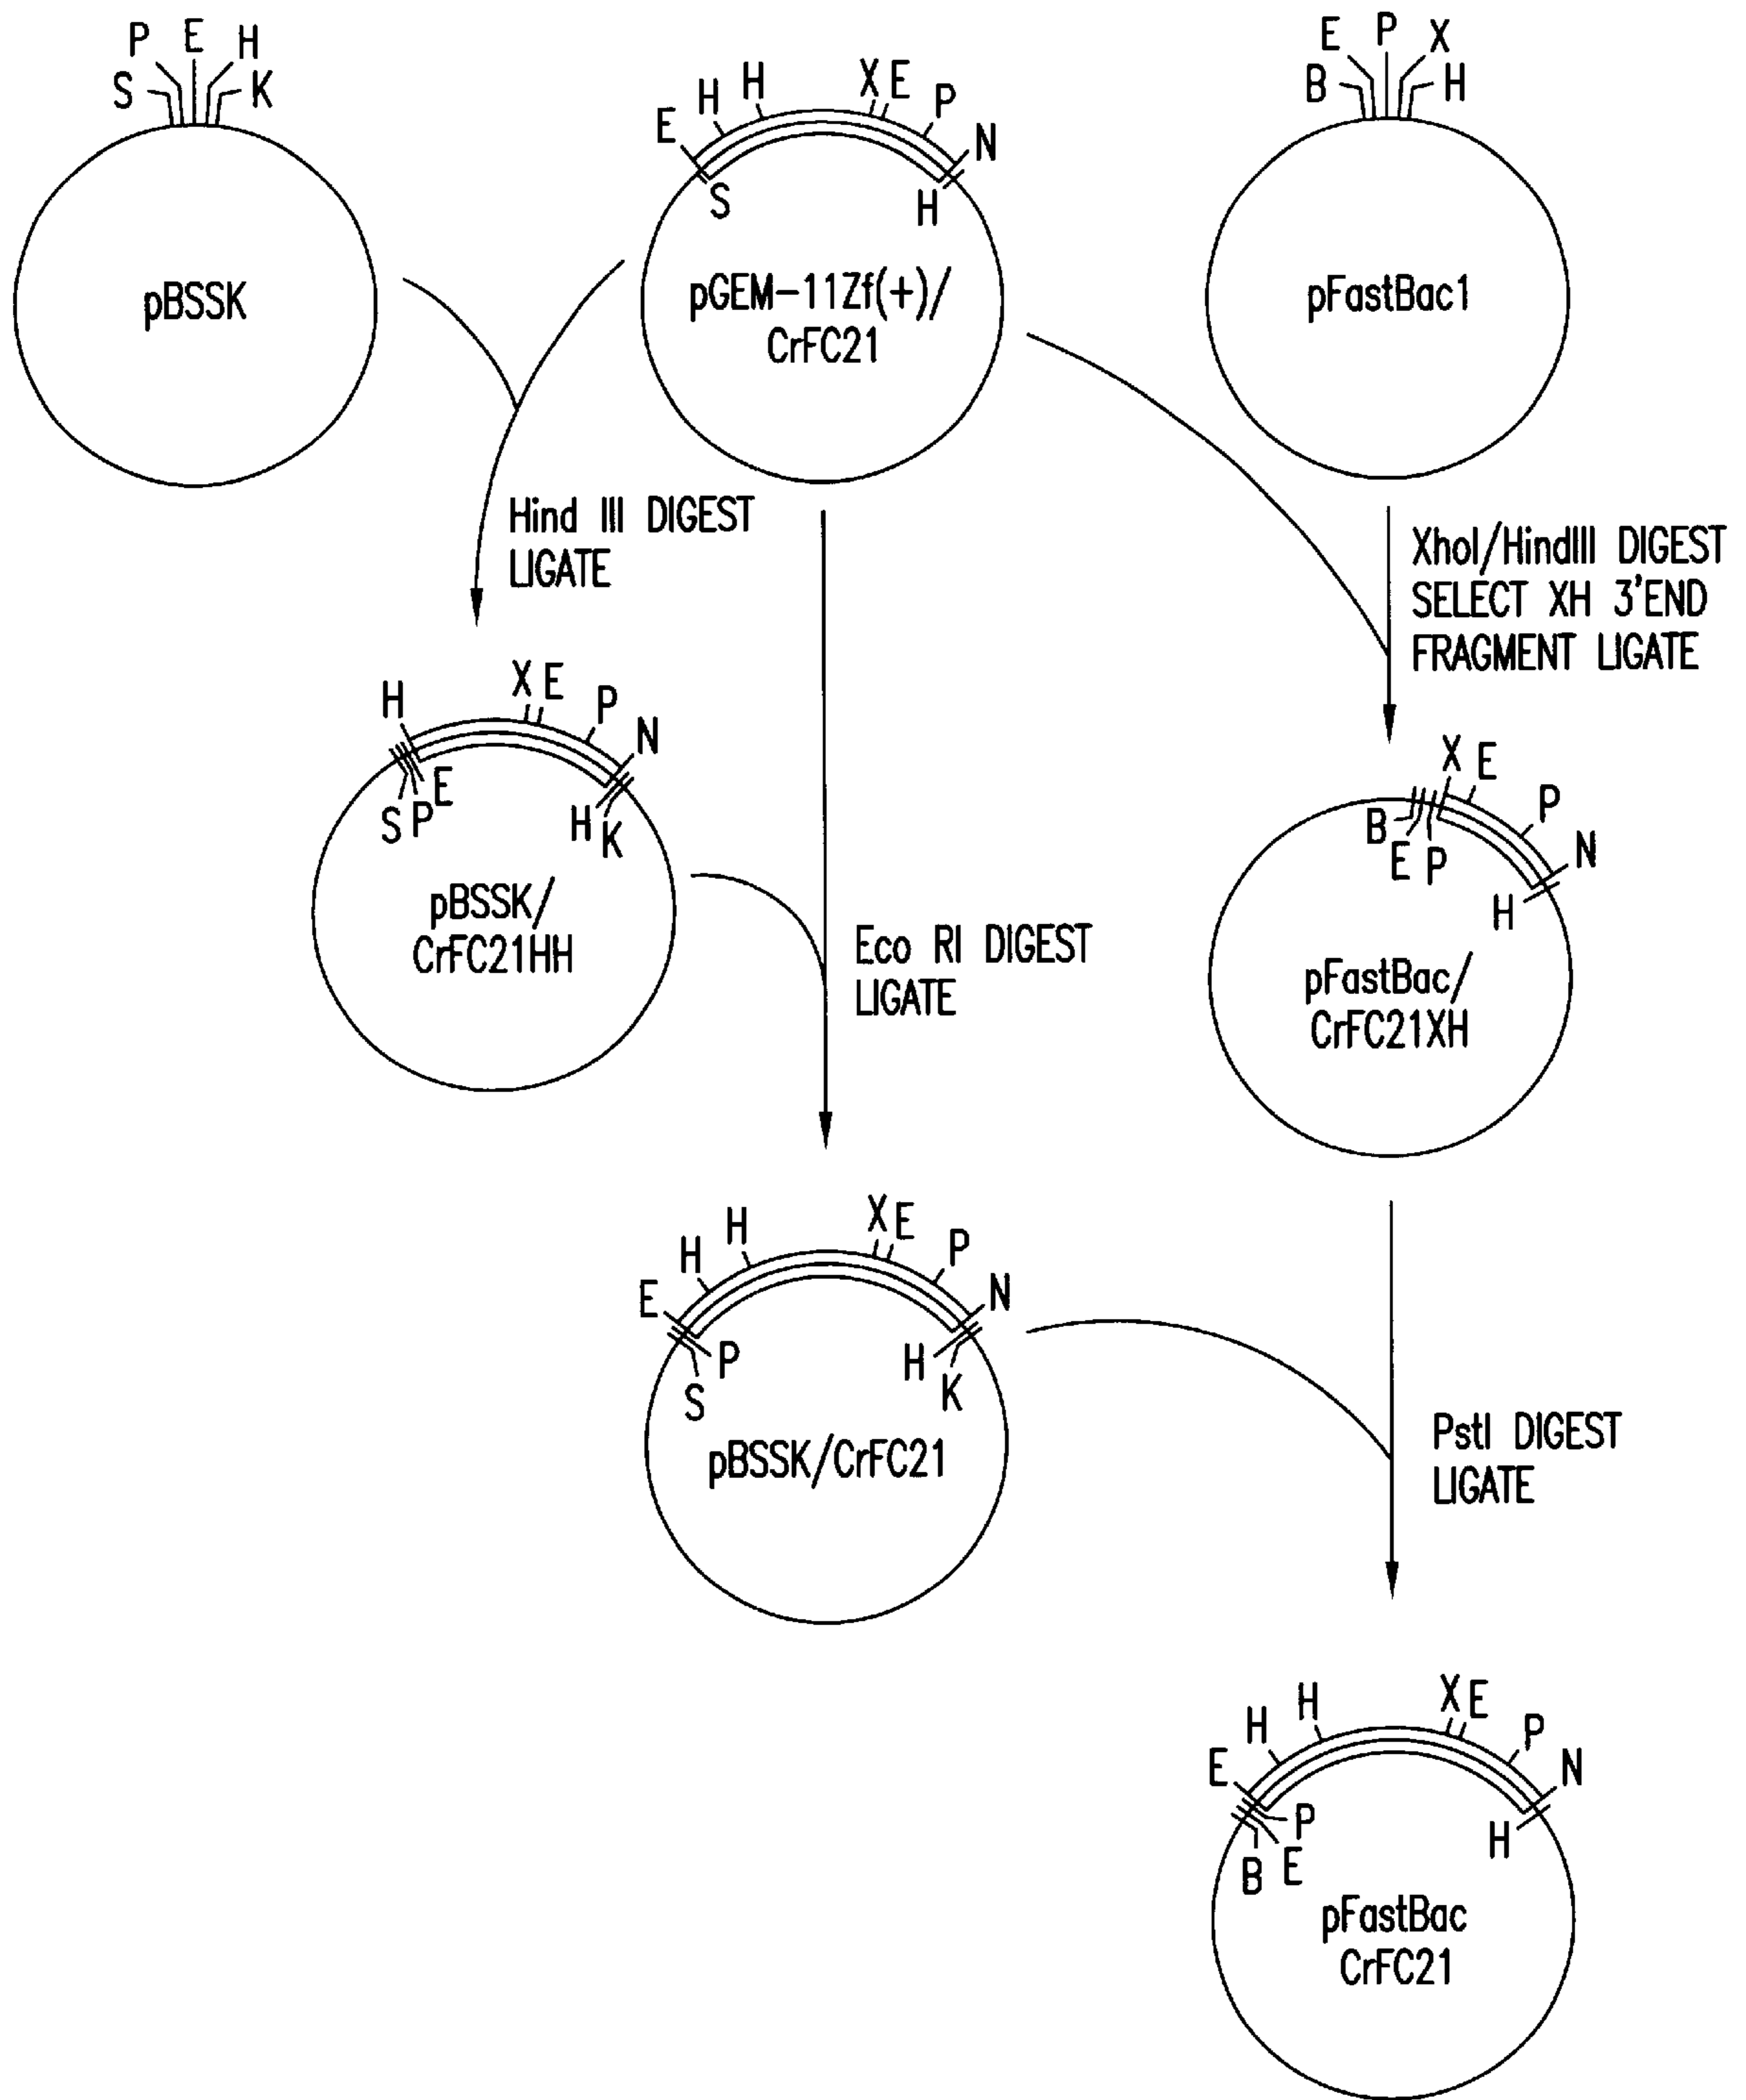 P E H
S K
pBSSK
E H H X E P N
S H
pGEM-11Zf(+)/
CrFC21
E P X
B H
pFastBac1
Hind III DIGEST
LIGATE
XhoI/HindIII DIGEST
SELECT XH 3'END
FRAGMENT LIGATE
H X E P N
S P E H K
pBSSK/
CrFC21HH
X E P N
B E P H
pFastBac/
CrFC21XH
Eco RI DIGEST
LIGATE
E H H X E P N
S P H K
pBSSK/CrFC21
PstI DIGEST
LIGATE
E H H X E P N
B E P H
pFastBac
CrFC21